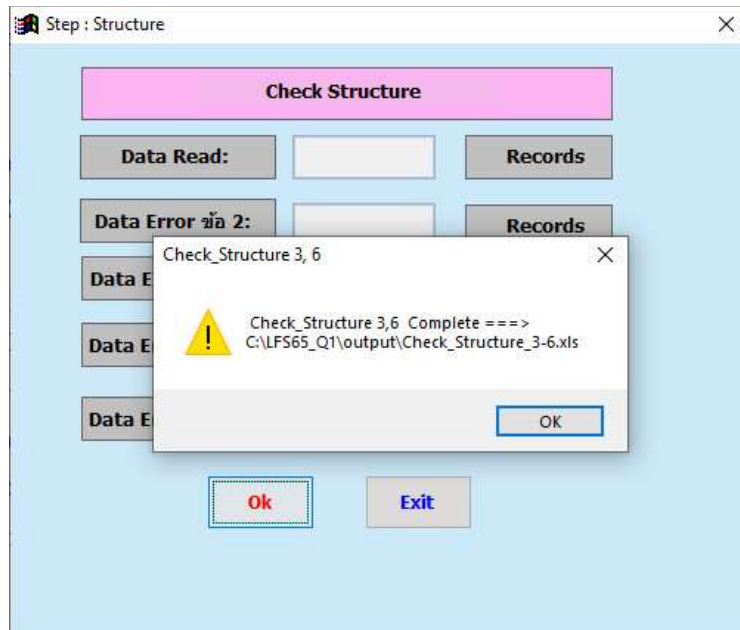 Step : Structure
Check Structure
Data Read:
Records
Data Error ข้อ 2:
Records
Check_Structure 3, 6
Data E
Check_Structure 3,6 Complete ===>
C:\LFS65_Q1\output\Check_Structure_3-6.xls
Data E
OK
Data E
Ok
Exit